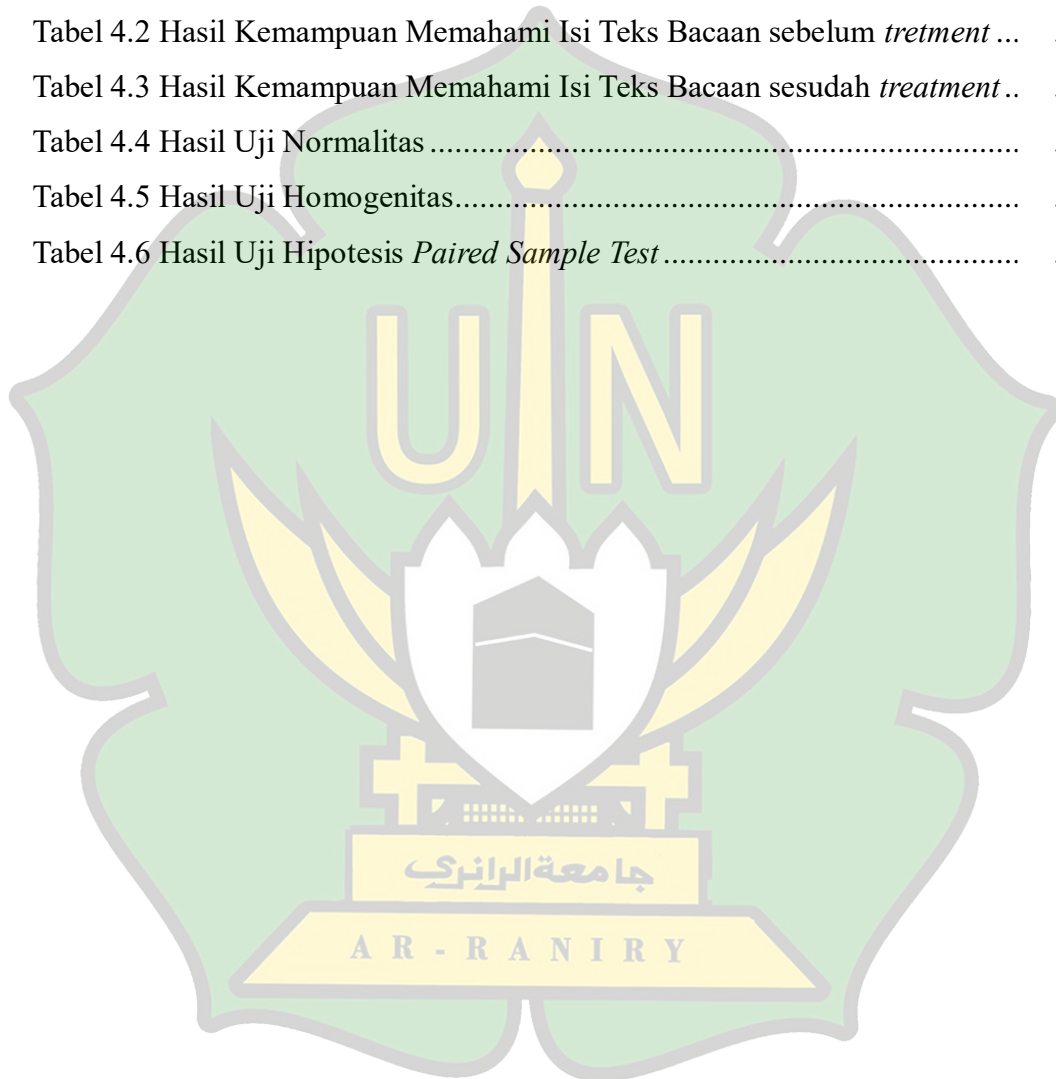 Tabel 4.2 Hasil Kemampuan Memahami Isi Teks Bacaan sebelum tretment ... .
Tabel 4.3 Hasil Kemampuan Memahami Isi Teks Bacaan sesudah treatment .. .
Tabel 4.4 Hasil Uji Normalitas ........................................................................ .
Tabel 4.5 Hasil Uji Homogenitas..................................................................... .
Tabel 4.6 Hasil Uji Hipotesis Paired Sample Test ........................................... .
UIN
جامعةالرانري
AR-RANIRY